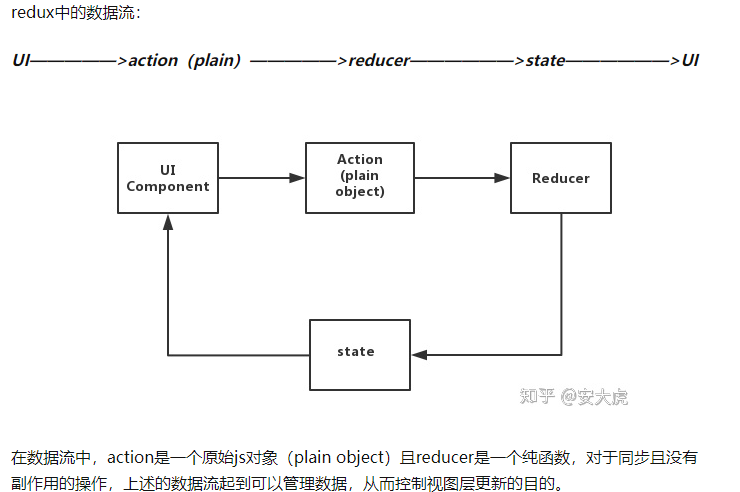 redux中的数据流：
UI—————>action（plain）—————>reducer——————>state——————>UI
UI
Component
Action
(plain
object)
Reducer
state
知乎 @安大虎
在数据流中，action是一个原始js对象（plain object）且reducer是一个纯函数，对于同步且没有
副作用的操作，上述的数据流起到可以管理数据，从而控制视图层更新的目的。